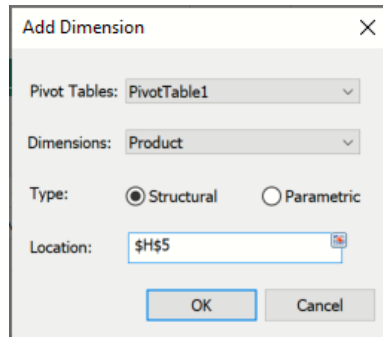 Add Dimension
Pivot Tables: PivotTable1
Dimensions: Product
Type: Structural Parametric
Location: $H$5
OK Cancel